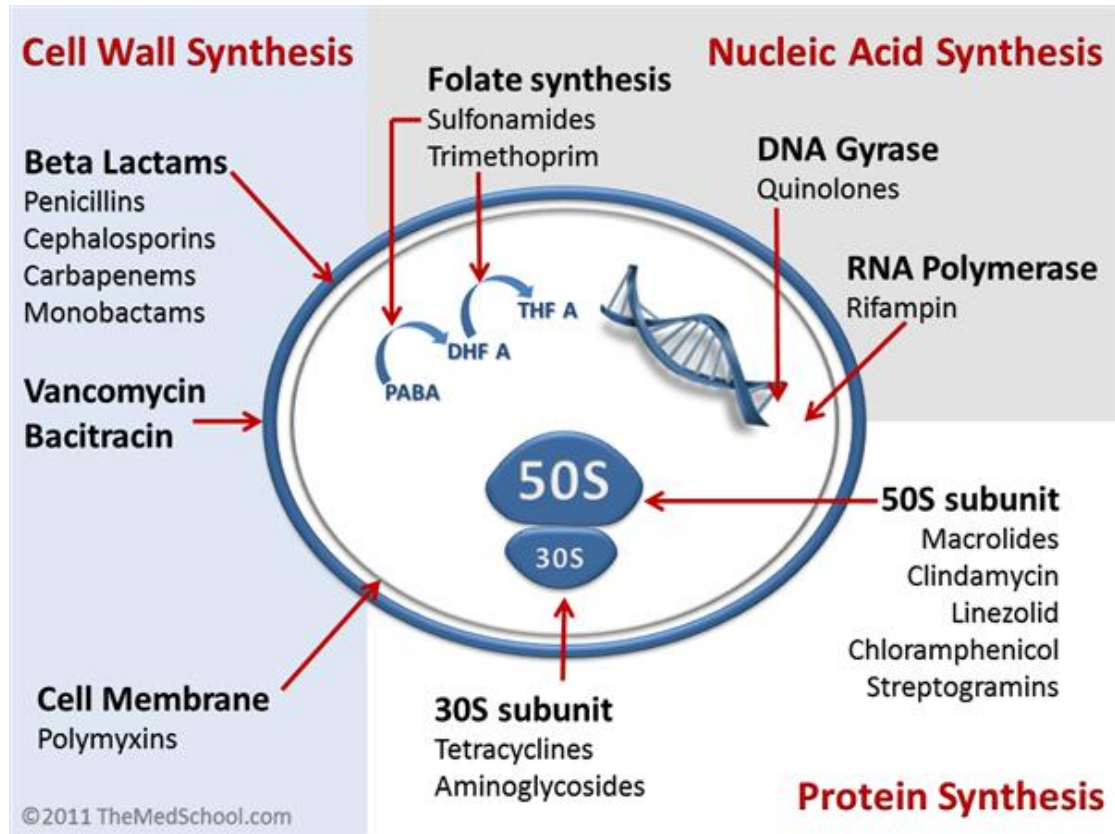 Cell Wall Synthesis
Beta Lactams
Penicillins
Cephalosporins
Carbapenems
Monobactams
Vancomycin
Bacitracin
Cell Membrane
Polymyxins
©2011 TheMedSchool.com
Nucleic Acid Synthesis
Folate synthesis
Sulfonamides
Trimethoprim
DNA Gyrase
Quinolones
RNA Polymerase
Rifampin
THF A
DHF A
PABA
50S
30S
50S subunit
Macrolides
Clindamycin
Linezolid
Chloramphenicol
Streptogramins
30S subunit
Tetracyclines
Aminoglycosides
Protein Synthesis